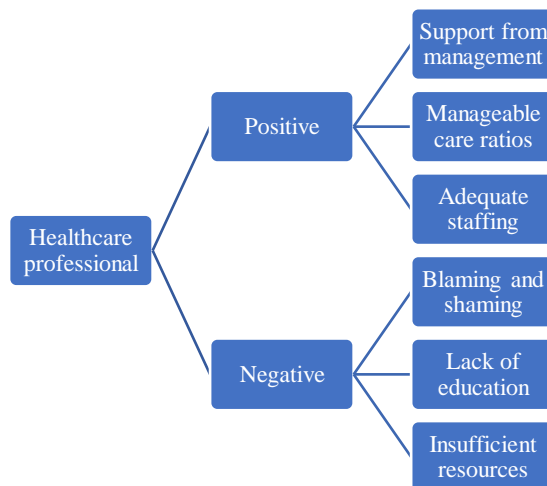 Support from
management
Positive
Manageable
care ratios
Adequate
staffing
Healthcare
professional
Blaming and
shaming
Negative
Lack of
education
Insufficient
resources